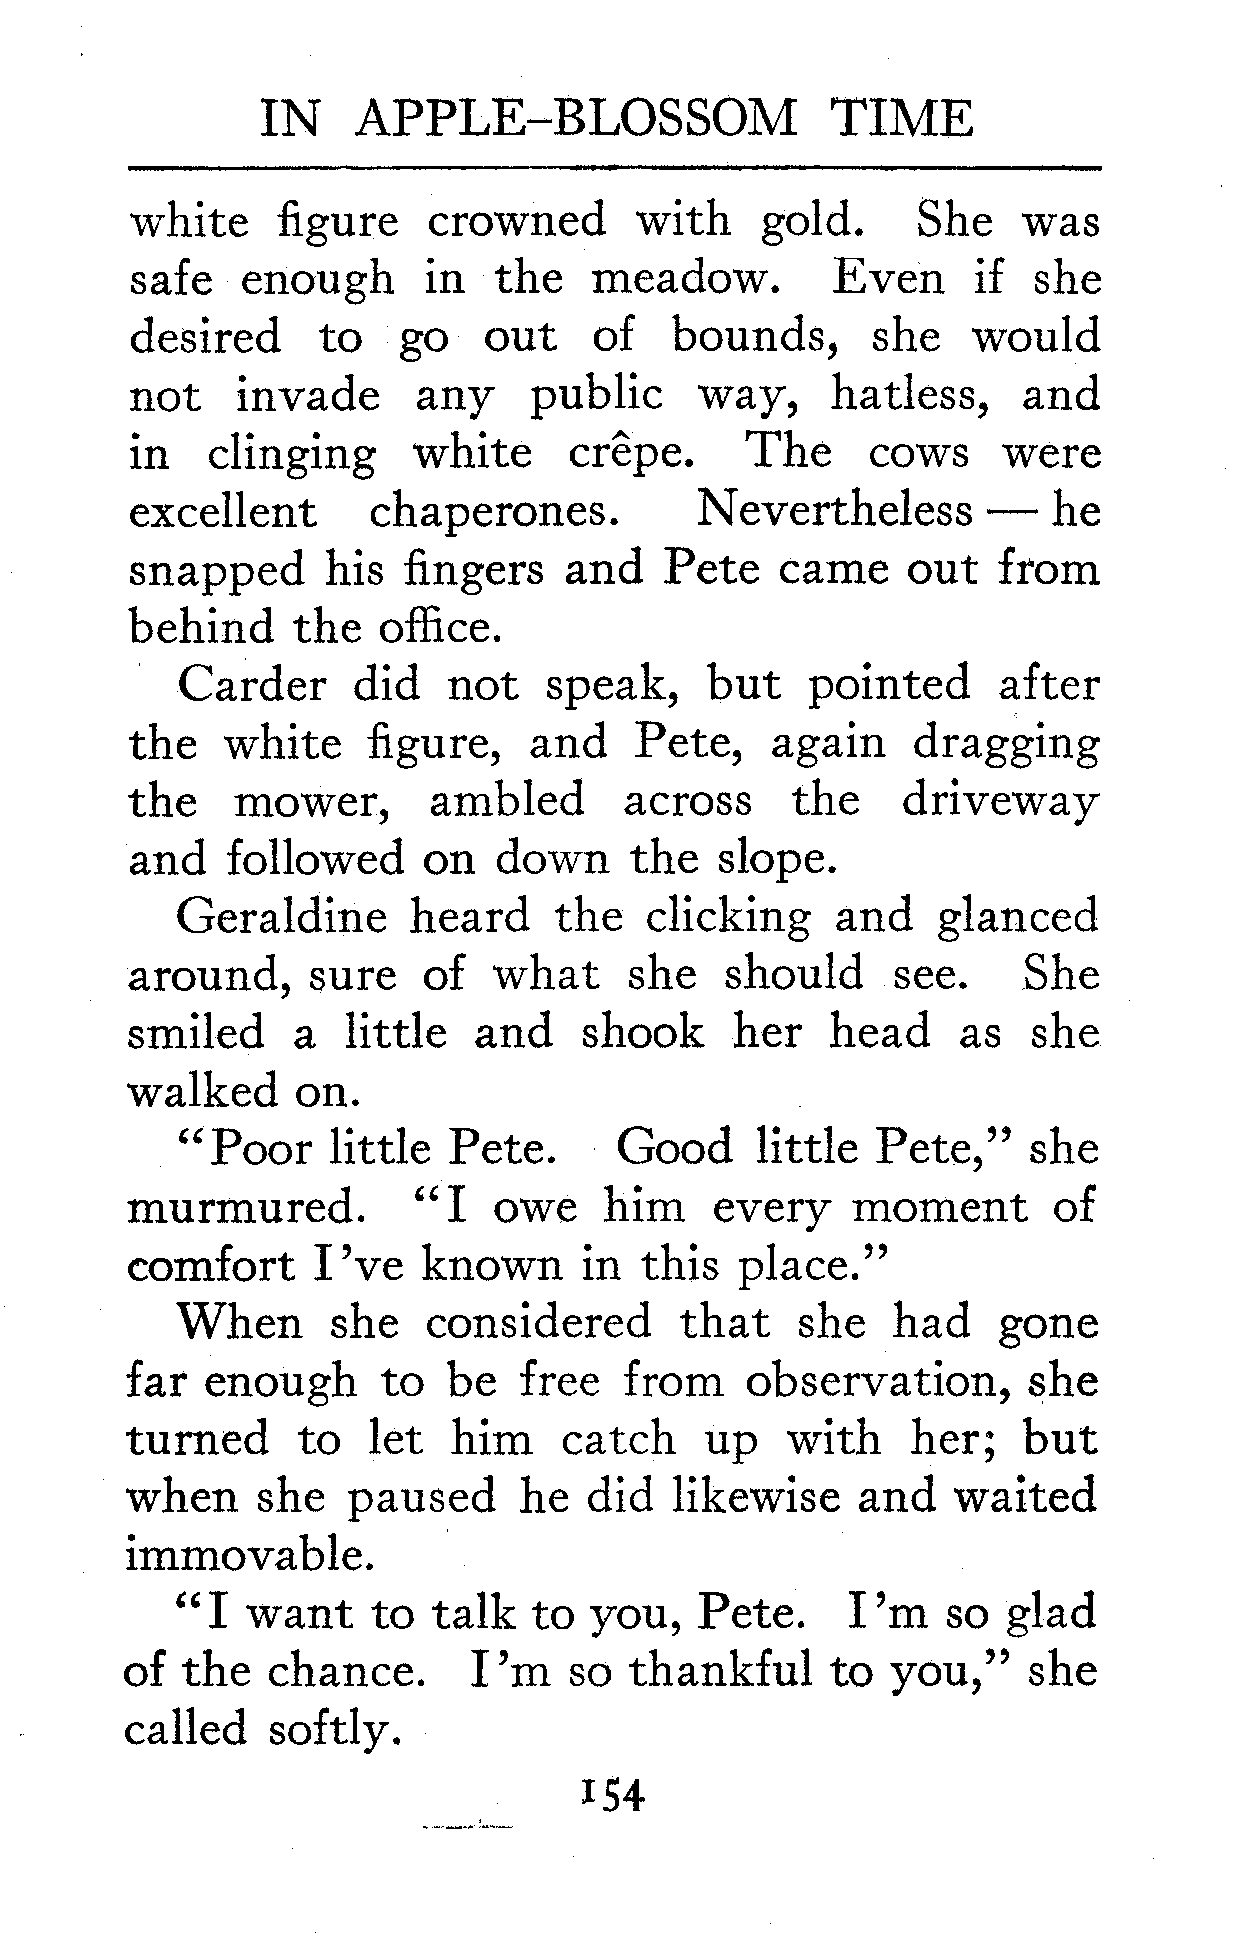 IN APPLE-BLOSSOM TIME
white figure crowned with gold. She was
safe enough in the meadow. Even if she
desired to go out of bounds, she would
not invade any public way, hatless, and
in clinging white crêpe. The cows were
excellent chaperones. Nevertheless — he
snapped his fingers and Pete came out from
behind the office.
Carder did not speak, but pointed after
the white figure, and Pete, again dragging
the mower, ambled across the driveway
and followed on down the slope.
Geraldine heard the clicking and glanced
around, sure of what she should see. She
smiled a little and shook her head as she
walked on.
“Poor little Pete. Good little Pete,” she
murmured. “I owe him every moment of
comfort I’ve known in this place.”
When she considered that she had gone
far enough to be free from observation, she
turned to let him catch up with her; but
when she paused he did likewise and waited
immovable.
“I want to talk to you, Pete. I’m so glad
of the chance. I’m so thankful to you,” she
called softly.
154